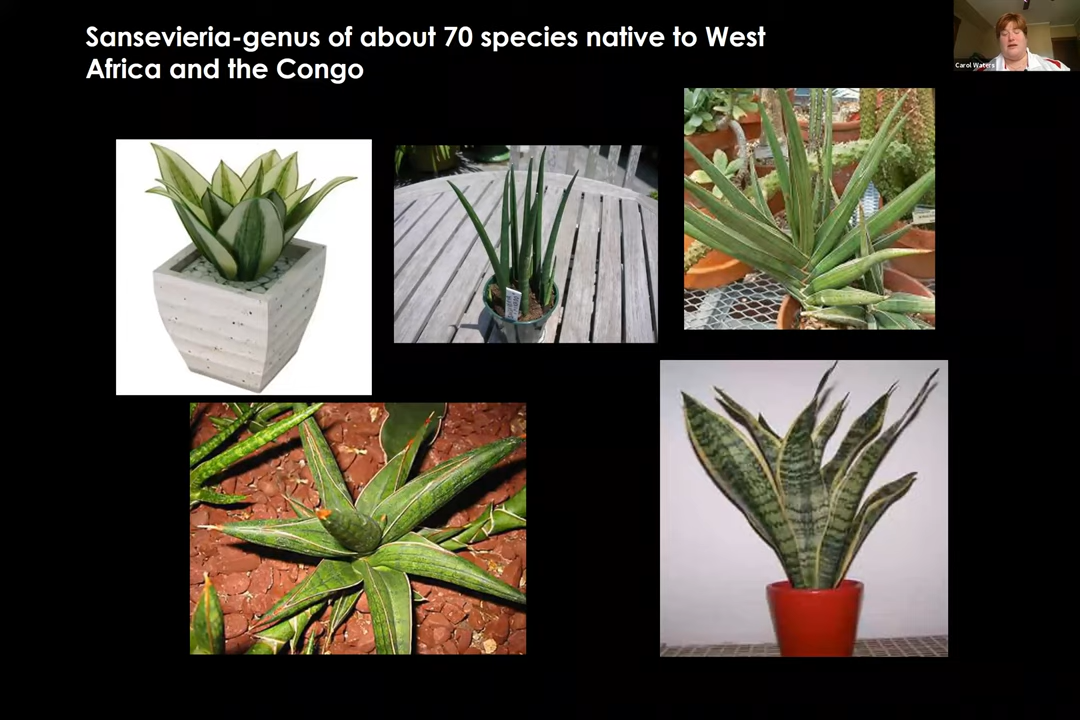 Sansevieria-genus of about 70 species native to West
Africa and the Congo
Carol Waters